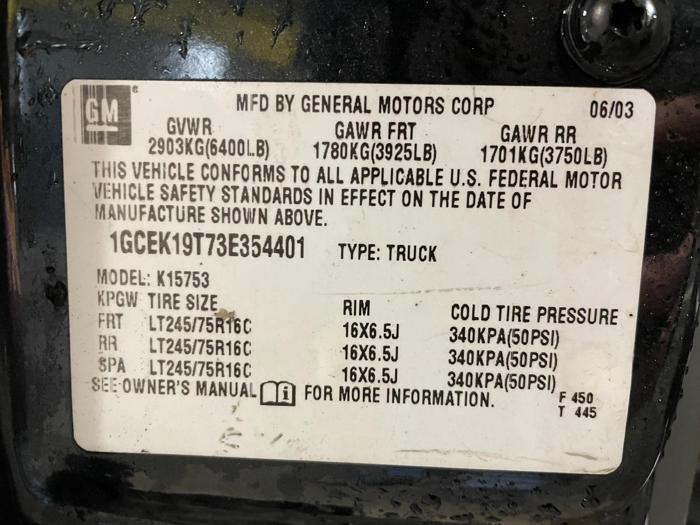 GM
MFD BY GENERAL MOTORS CORP 06/03
GVWR GAWR FRT GAWR RR
2903KG(6400LB) 1780KG(3925LB) 1701KG(3750LB)
THIS VEHICLE CONFORMS TO ALL APPLICABLE U.S. FEDERAL MOTOR
VEHICLE SAFETY STANDARDS IN EFFECT ON THE DATE OF
MANUFACTURE SHOWN ABOVE.
1GCEK19T73E354401 TYPE: TRUCK
MODEL: K15753
KPGW TIRE SIZE RIM COLD TIRE PRESSURE
FRT LT245/75R16C 16X6.5J 340KPA(50PSI)
RR LT245/75R16C 16X6.5J 340KPA(50PSI)
SPA LT245/75R16C 16X6.5J 340KPA(50PSI)
SEE OWNER'S MANUAL i FOR MORE INFORMATION. F 450
T 445